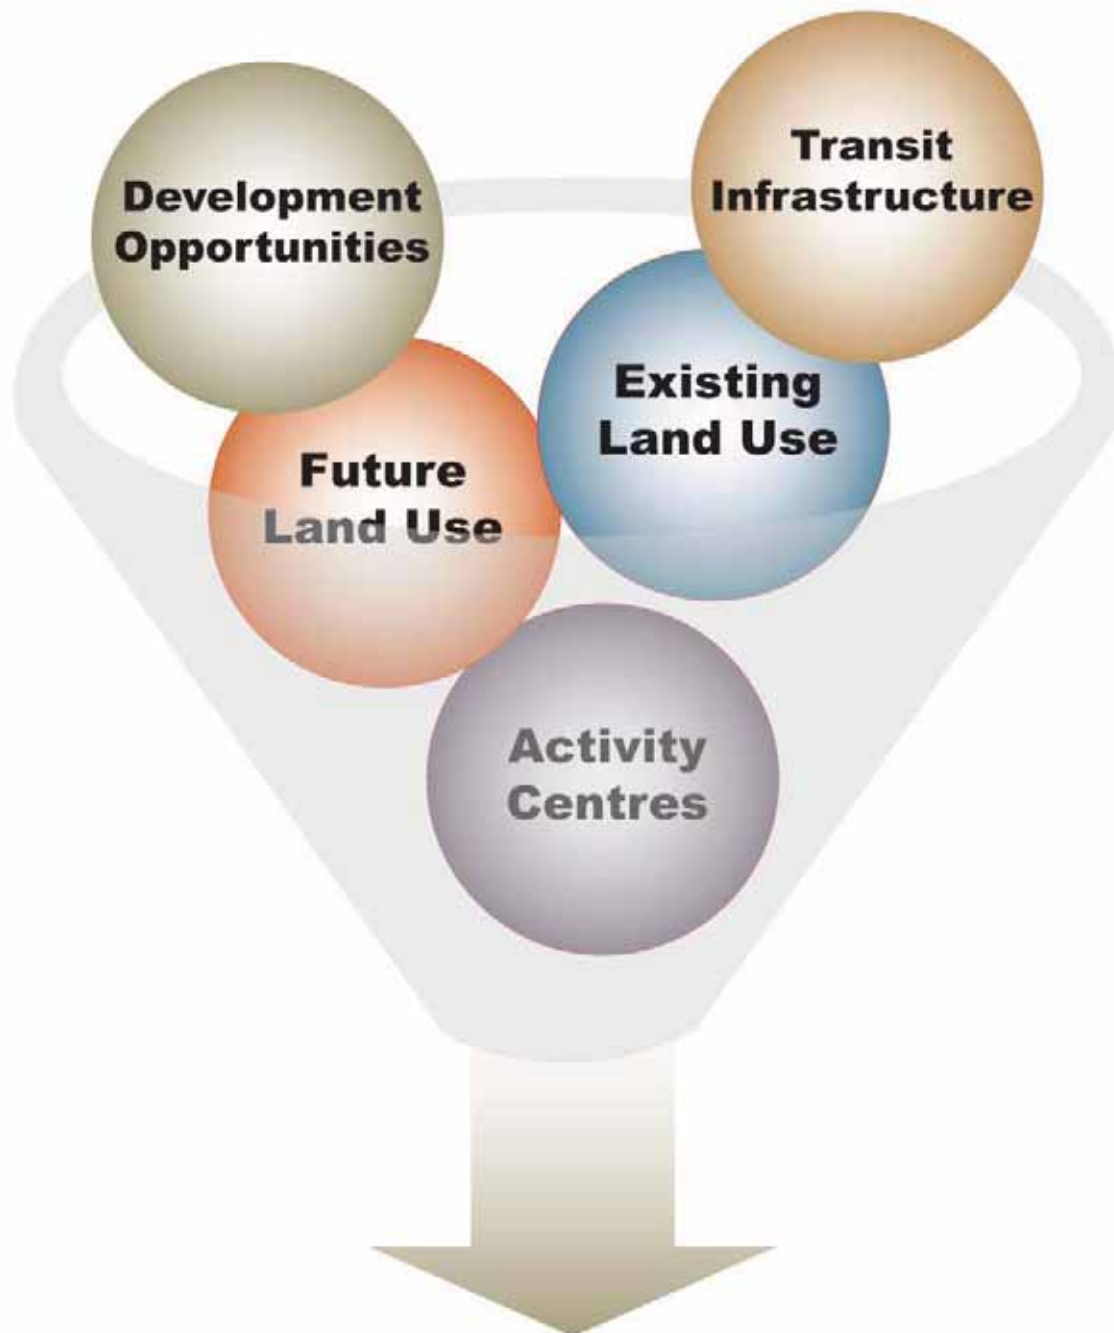 Development
Opportunities
Transit
Infrastructure
Future
Land Use
Existing
Land Use
Activity
Centres